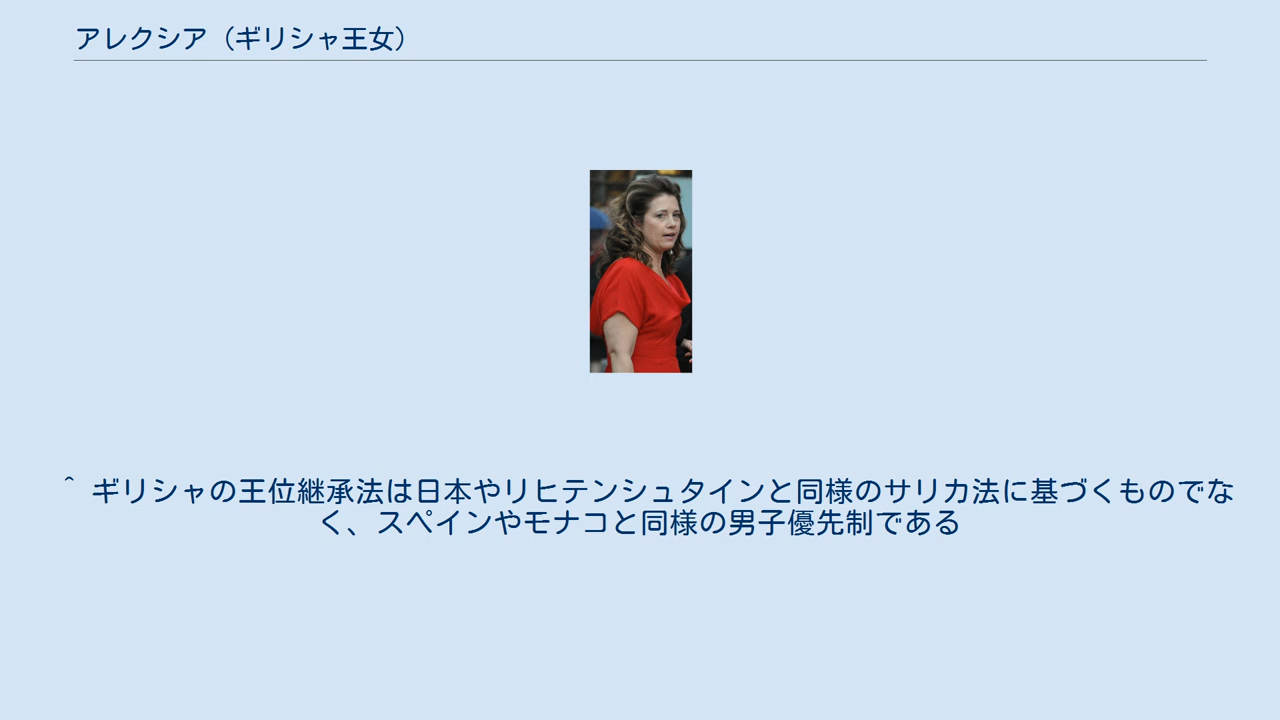 アレクシア（ギリシャ王女）
^ ギリシャの王位継承法は日本やリヒテンシュタインと同様のサリカ法に基づくものでな
く、スペインやモナコと同様の男子優先制である